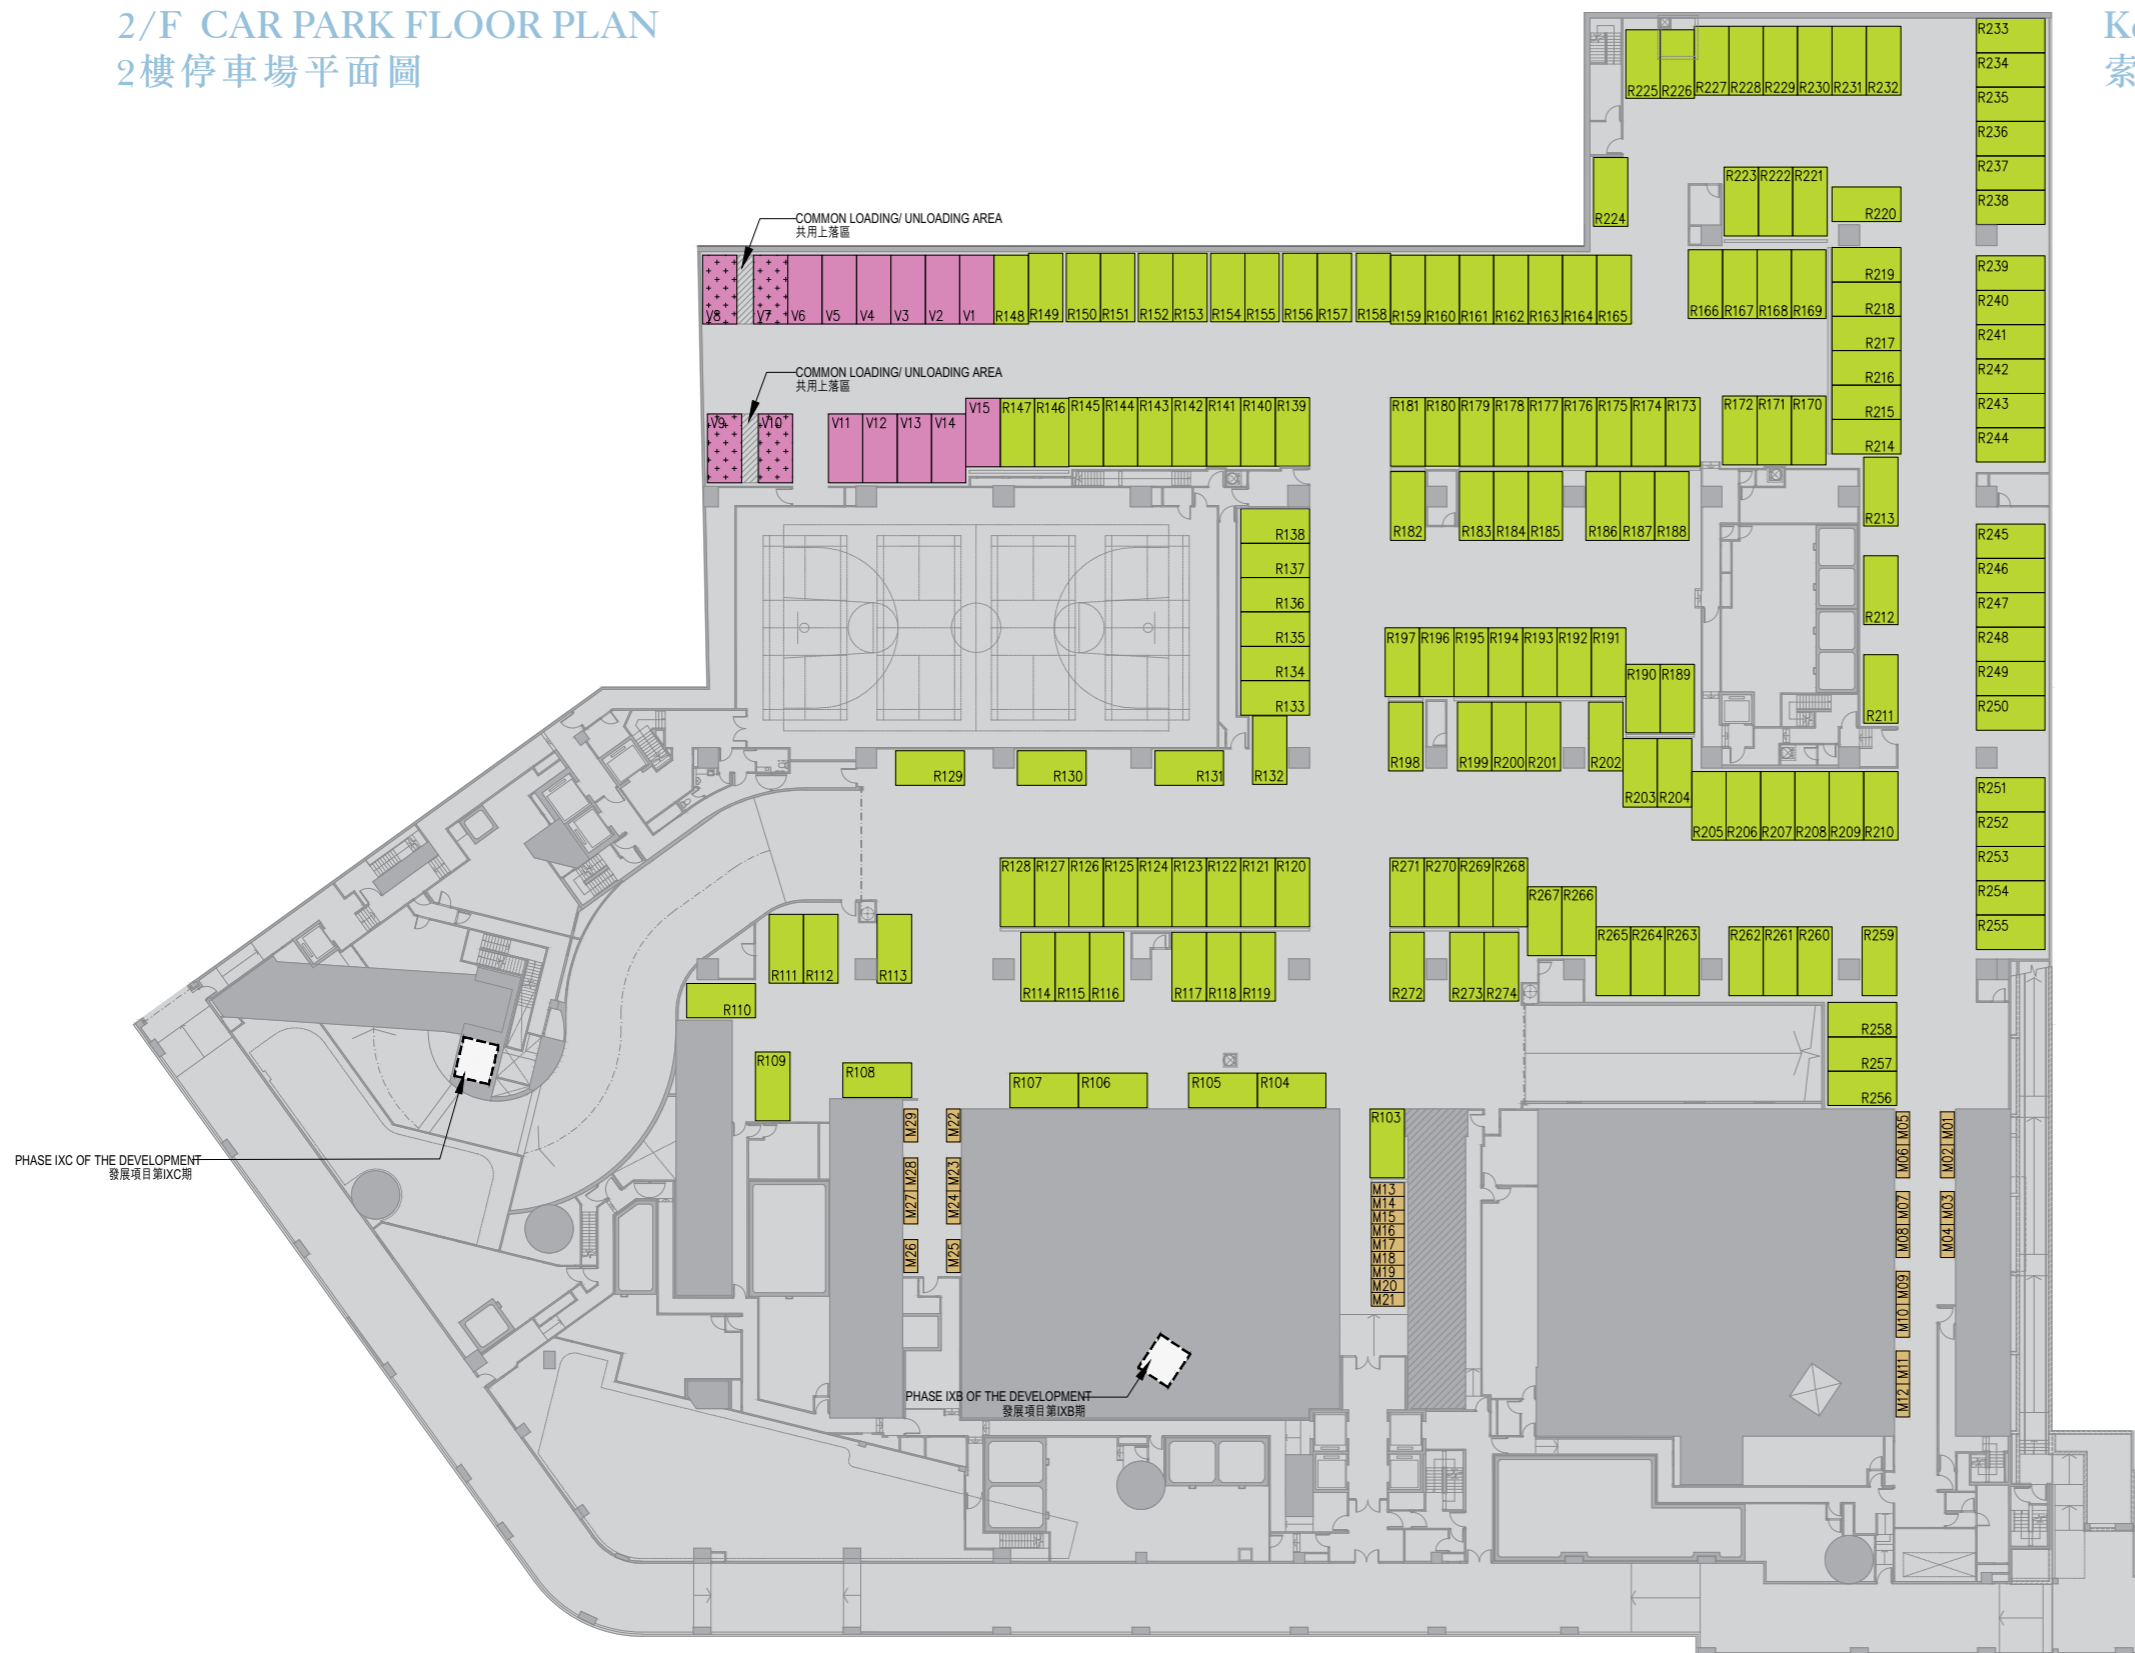 2/F CAR PARK FLOOR PLAN
2樓停車場平面圖
索
R233
R234
R235
R236
R237
R238
R225 R226 R227 R228 R229 R230 R231 R232
R223 R222 R221
R220
R224
COMMON LOADING/ UNLOADING AREA
共用上落區
R219
R218
R217
R216
R215
R214
R239
R240
R241
R242
R243
R244
V8 V7 V6 V5 V4 V3 V2 V1 R148 R149 R150 R151 R152 R153 R154 R155 R156 R157 R158 R159 R160 R161 R162 R163 R164 R165
R166 R167 R168 R169
COMMON LOADING/ UNLOADING AREA
共用上落區
V9 V10 V11 V12 V13 V14 V15 R147 R146 R145 R144 R143 R142 R141 R140 R139
R181 R180 R179 R178 R177 R176 R175 R174 R173 R172 R171 R170
R182 R183 R184 R185 R186 R187 R188
R213
R138
R137
R136
R135
R134
R133
R245
R246
R247
R248
R249
R250
R212
R197 R196 R195 R194 R193 R192 R191
R190 R189
R211
R129 R130 R131 R132
R198 R199 R200 R201 R202
R203 R204
R205 R206 R207 R208 R209 R210
R251
R252
R253
R254
R255
R128 R127 R126 R125 R124 R123 R122 R121 R120
R271 R270 R269 R268
R267 R266
R265 R264 R263 R262 R261 R260 R259
R111 R112 R113
R114 R115 R116 R117 R118 R119
R272 R273 R274
R110
R258
R257
R256
R109
R108
R107 R106 R105 R104
R103
M29
M28
M27
M26
M22
M23
M24
M25
M13
M14
M15
M16
M17
M18
M19
M20
M21
M05
M06
M07
M08
M09
M10
M11
M12
M01
M02
M03
M04
PHASE IXC OF THE DEVELOPMENT
發展項目第IXC期
PHASE IXB OF THE DEVELOPMENT
發展項目第IXB期